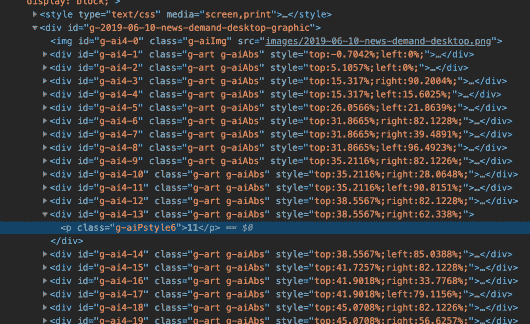 display: block; }
▶<style type="text/css" media="screen,print">…</style>
▼<div id="g-2019-06-10-news-demand-desktop-graphic">
<img id="g-ai4-0" class="g-aiImg" src="images/2019-06-10-news-demand-desktop.png">
▶<div id="g-ai4-1" class="g-art g-aiAbs" style="top:-0.7042%;left:0%;">…</div>
▶<div id="g-ai4-2" class="g-art g-aiAbs" style="top:5.1057%;left:0%;">…</div>
▶<div id="g-ai4-3" class="g-art g-aiAbs" style="top:15.317%;right:90.2004%;">…</div>
▶<div id="g-ai4-4" class="g-art g-aiAbs" style="top:15.317%;left:15.6025%;">…</div>
▶<div id="g-ai4-5" class="g-art g-aiAbs" style="top:26.0566%;left:21.8639%;">…</div>
▶<div id="g-ai4-6" class="g-art g-aiAbs" style="top:31.8665%;right:82.1228%;">…</div>
▶<div id="g-ai4-7" class="g-art g-aiAbs" style="top:31.8665%;right:39.4891%;">…</div>
▶<div id="g-ai4-8" class="g-art g-aiAbs" style="top:31.8665%;left:96.4923%;">…</div>
▶<div id="g-ai4-9" class="g-art g-aiAbs" style="top:35.2116%;right:82.1226%;">…</div>
▶<div id="g-ai4-10" class="g-art g-aiAbs" style="top:35.2116%;right:28.0648%;">…</div>
▶<div id="g-ai4-11" class="g-art g-aiAbs" style="top:35.2116%;left:90.8151%;">…</div>
▶<div id="g-ai4-12" class="g-art g-aiAbs" style="top:38.5567%;right:82.1228%;">…</div>
▼<div id="g-ai4-13" class="g-art g-aiAbs" style="top:38.5567%;right:62.338%;">
<p class="g-aiPstyle6">11</p> == $0
</div>
▶<div id="g-ai4-14" class="g-art g-aiAbs" style="top:38.5567%;left:85.0388%;">…</div>
▶<div id="g-ai4-15" class="g-art g-aiAbs" style="top:41.7257%;right:82.1228%;">…</div>
▶<div id="g-ai4-16" class="g-art g-aiAbs" style="top:41.9018%;right:33.7768%;">…</div>
▶<div id="g-ai4-17" class="g-art g-aiAbs" style="top:41.9018%;left:79.1156%;">…</div>
▶<div id="g-ai4-18" class="g-art g-aiAbs" style="top:45.0708%;right:82.1226%;">…</div>
▶<div id="g-ai4-19" class="g-art g-aiAbs" style="top:45.0708%;right:56.6257%;">…</div>